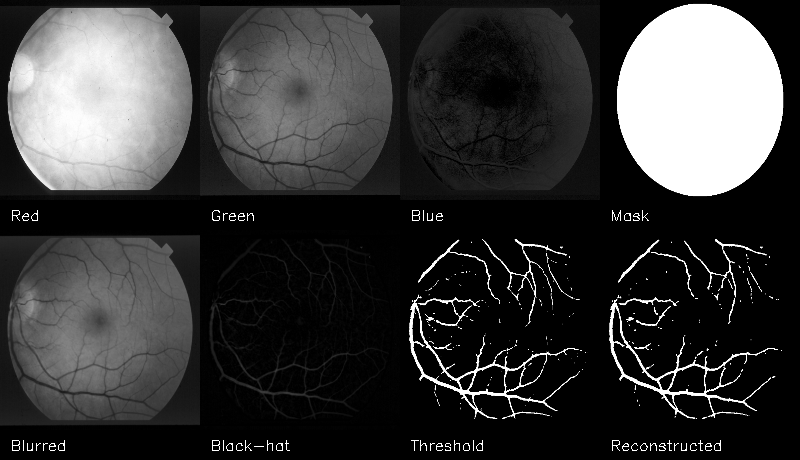 Red
Green
Blue
Mask
Blurred
Black-hat
Threshold
Reconstructed